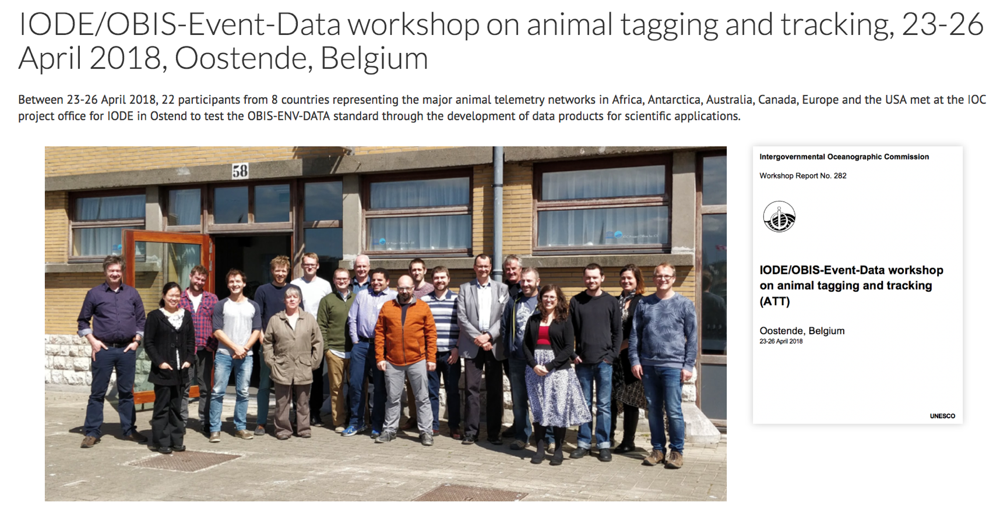 IODE/OBIS-Event-Data workshop on animal tagging and tracking, 23-26
April 2018, Oostende, Belgium
Between 23-26 April 2018, 22 participants from 8 countries representing the major animal telemetry networks in Africa, Antarctica, Australia, Canada, Europe and the USA met at the IOC
project office for IODE in Ostend to test the OBIS-ENV-DATA standard through the development of data products for scientific applications.
58
Intergovernmental Oceanographic Commission
Workshop Report No. 282
IODE/OBIS-Event-Data workshop
on animal tagging and tracking
(ATT)
Oostende, Belgium
23-26 April 2018
UNESCO